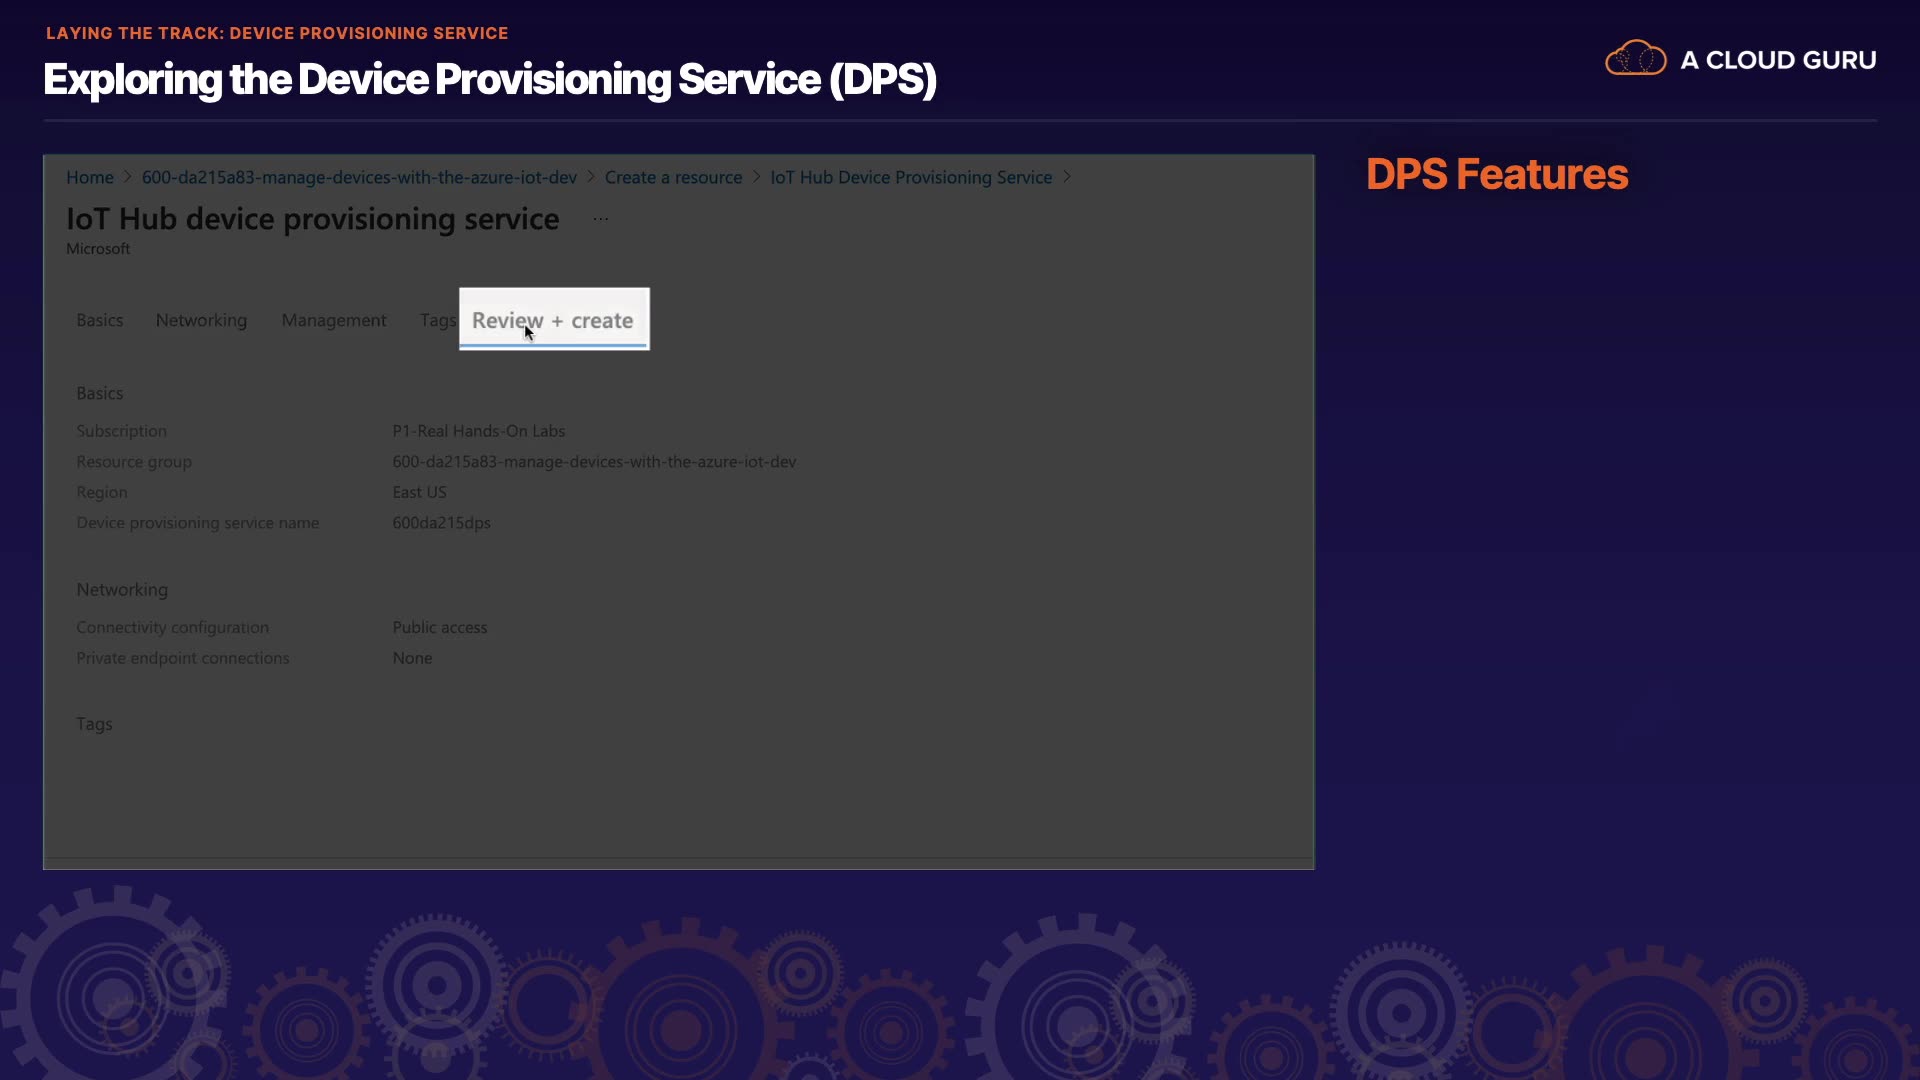 LAYING THE TRACK: DEVICE PROVISIONING SERVICE
Exploring the Device Provisioning Service (DPS)
A CLOUD GURU
Home > 600-da215a83-manage-devices-with-the-azure-iot-dev > Create a resource > IoT Hub Device Provisioning Service >
DPS Features
IoT Hub device provisioning service ...
Microsoft
Basics Networking Management Tags Review + create
Basics
Subscription P1-Real Hands-On Labs
Resource group 600-da215a83-manage-devices-with-the-azure-iot-dev
Region East US
Device provisioning service name 600da215dps
Networking
Connectivity configuration Public access
Private endpoint connections None
Tags